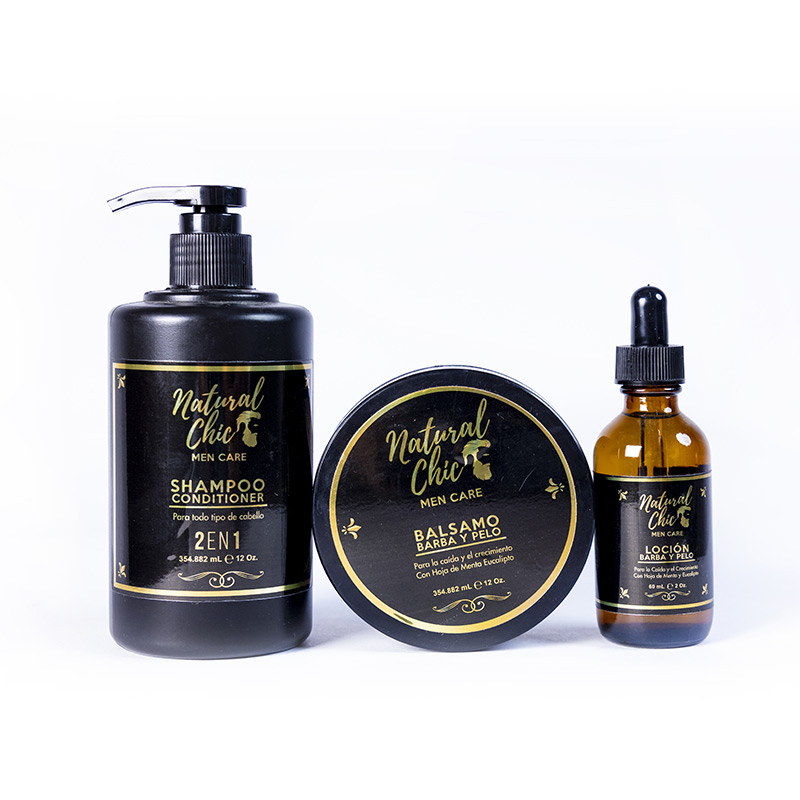 Natural
Chic
MEN CARE
SHAMPOO
CONDITIONER
Para todo tipo de cabello
2EN1
354.882 mL ℮ 12 Oz.
Natural
Chic
MEN CARE
BALSAMO
BARBA Y PELO
Para la caída y el crecimiento
Con Hoja de Menta Eucalipto
354.882 mL ℮ 12 Oz.
Natural
Chic
MEN CARE
LOCIÓN
BARBA Y PELO
Para la Caída y el Crecimiento
Con Hoja de Menta y Eucalipto
60 mL ℮ 2 Oz.